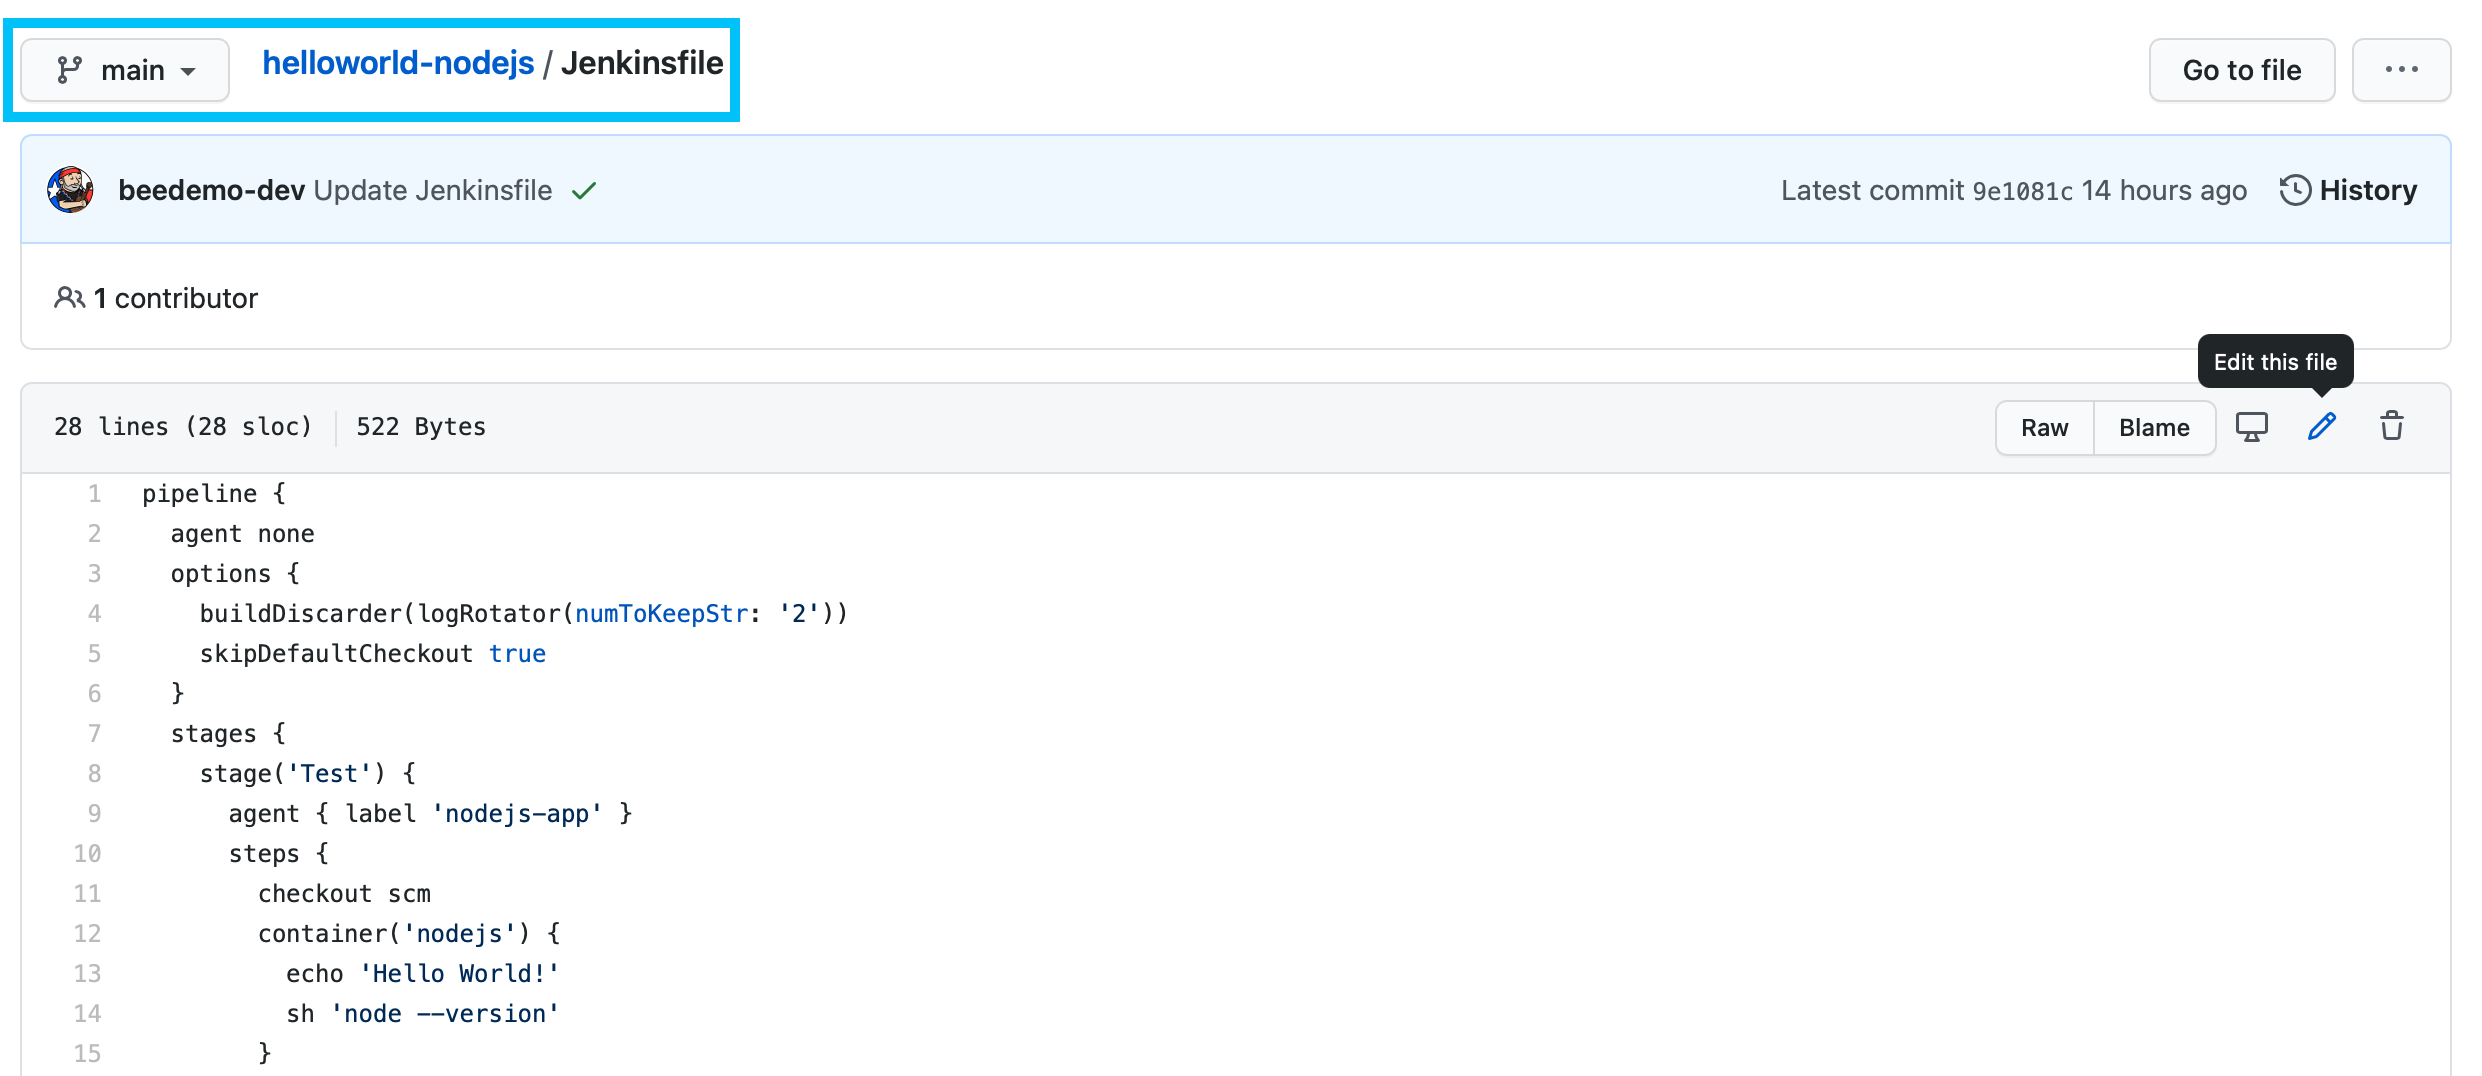 main helloworld-nodejs / Jenkinsfile Go to file ...
beedemo-dev Update Jenkinsfile Latest commit 9e1081c 14 hours ago History
1 contributor
Edit this file
28 lines (28 sloc) 522 Bytes Raw Blame
1 pipeline {
2   agent none
3   options {
4     buildDiscarder(logRotator(numToKeepStr: '2'))
5     skipDefaultCheckout true
6   }
7   stages {
8     stage('Test') {
9       agent { label 'nodejs-app' }
10       steps {
11         checkout scm
12         container('nodejs') {
13           echo 'Hello World!'
14           sh 'node --version'
15         }